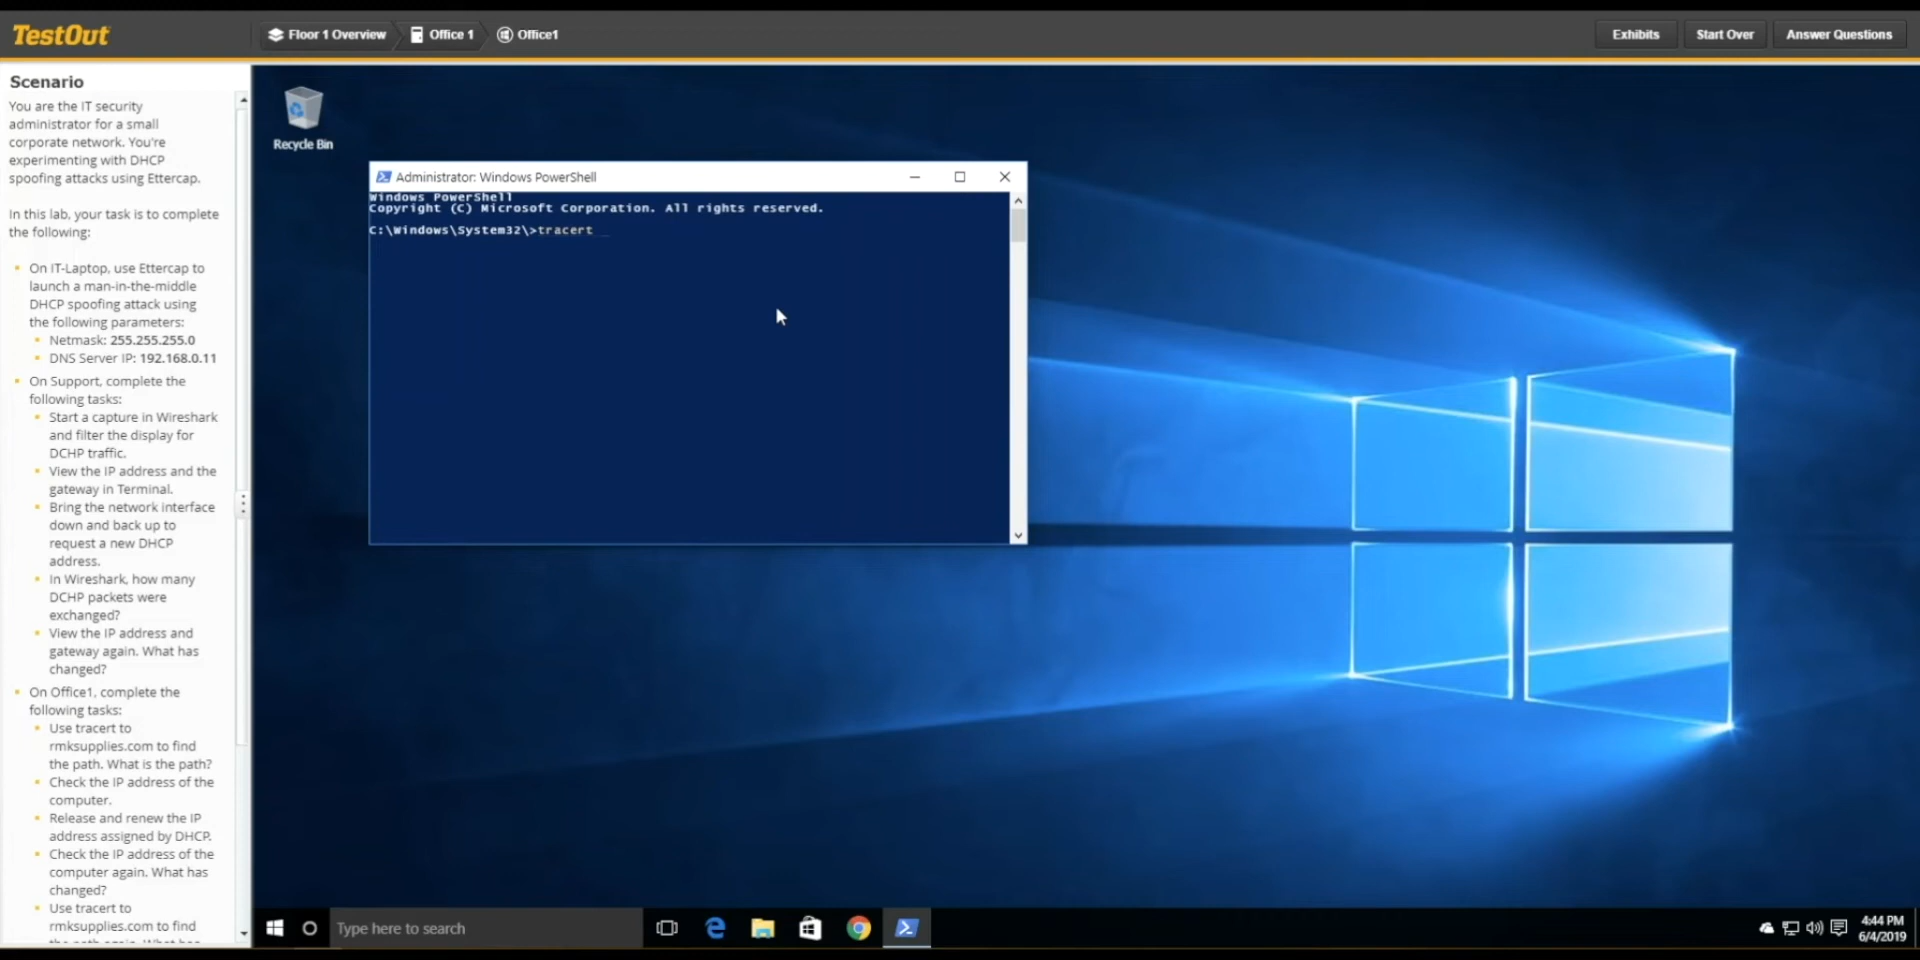 TestOut
Floor 1 Overview
Office 1
Office1
Exhibits
Start Over
Answer Questions
Scenario
You are the IT security
administrator for a small
corporate network. You're
experimenting with DHCP
spoofing attacks using Ettercap.
In this lab, your task is to complete
the following:
On IT-Laptop, use Ettercap to
launch a man-in-the-middle
DHCP spoofing attack using
the following parameters:
Netmask: 255.255.255.0
DNS Server IP: 192.168.0.11
On Support, complete the
following tasks:
Start a capture in Wireshark
and filter the display for
DCHP traffic.
View the IP address and the
gateway in Terminal.
Bring the network interface
down and back up to
request a new DHCP
address.
In Wireshark, how many
DCHP packets were
exchanged?
View the IP address and
gateway again. What has
changed?
On Office1, complete the
following tasks:
Use tracert to
rmksupplies.com to find
the path. What is the path?
Check the IP address of the
computer.
Release and renew the IP
address assigned by DHCP.
Check the IP address of the
computer again. What has
changed?
Use tracert to
rmksupplies.com to find
the path again. What has
Recycle Bin
Administrator: Windows PowerShell
Windows PowerShell
Copyright (C) Microsoft Corporation. All rights reserved.
C:\Windows\System32\>tracert _
Type here to search
4:44 PM
6/4/2019